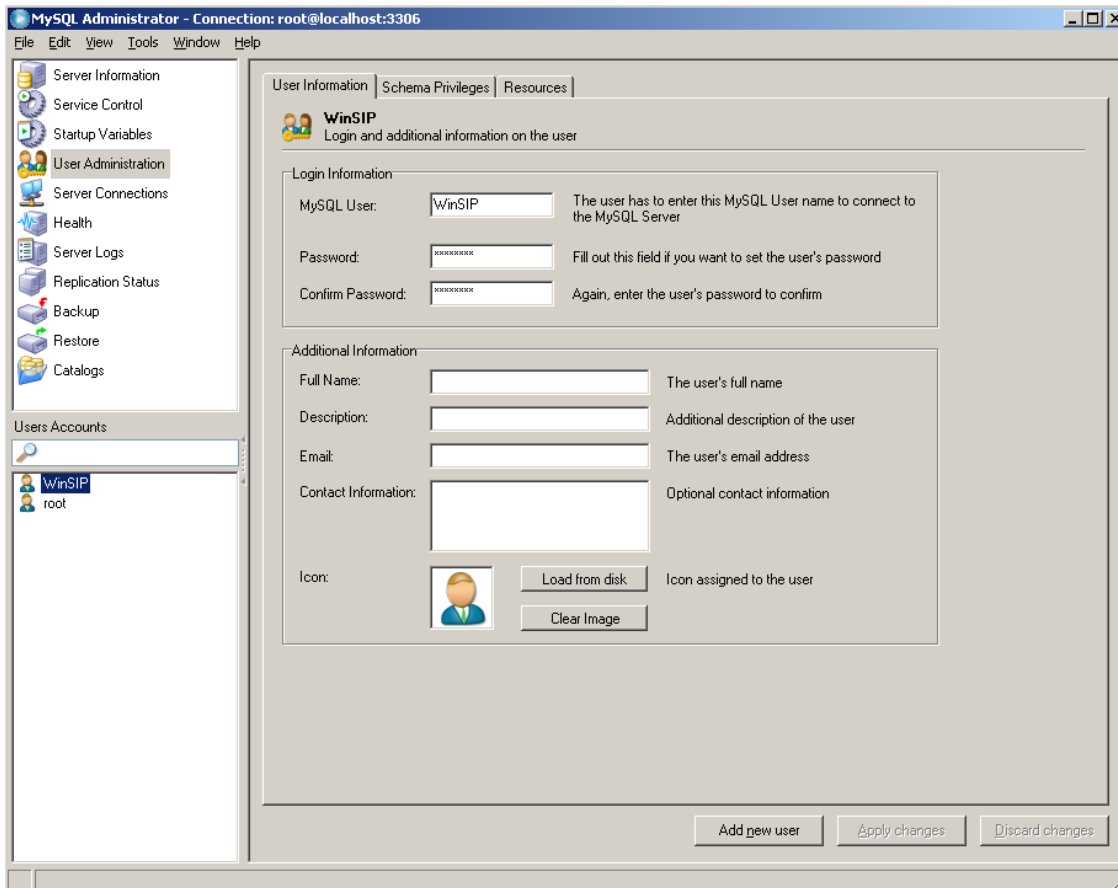 MySQL Administrator - Connection: root@localhost:3306
File Edit View Tools Window Help
Server Information
Service Control
Startup Variables
User Administration
Server Connections
Health
Server Logs
Replication Status
Backup
Restore
Catalogs
Users Accounts
WinSIP
root
User Information Schema Privileges Resources
WinSIP
Login and additional information on the user
Login Information
MySQL User: WinSIP The user has to enter this MySQL User name to connect to
the MySQL Server
Password: ******** Fill out this field if you want to set the user's password
Confirm Password: ******** Again, enter the user's password to confirm
Additional Information
Full Name: The user's full name
Description: Additional description of the user
Email: The user's email address
Contact Information: Optional contact information
Icon: Load from disk Icon assigned to the user
Clear Image
Add new user Apply changes Discard changes